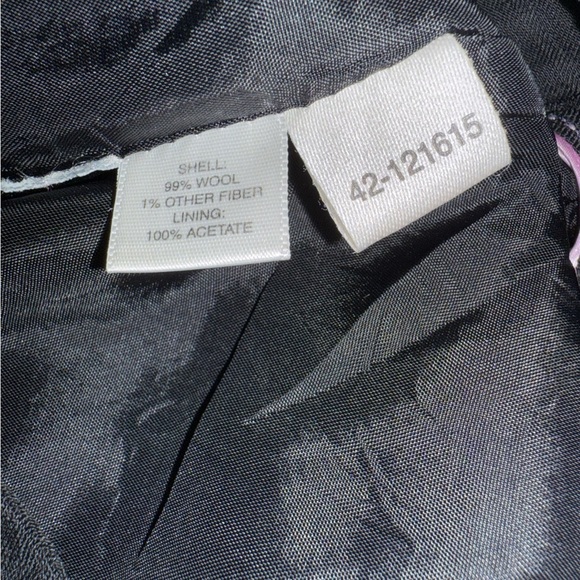 SHELL:
99% WOOL
1% OTHER FIBER
LINING:
100% ACETATE
42-121615